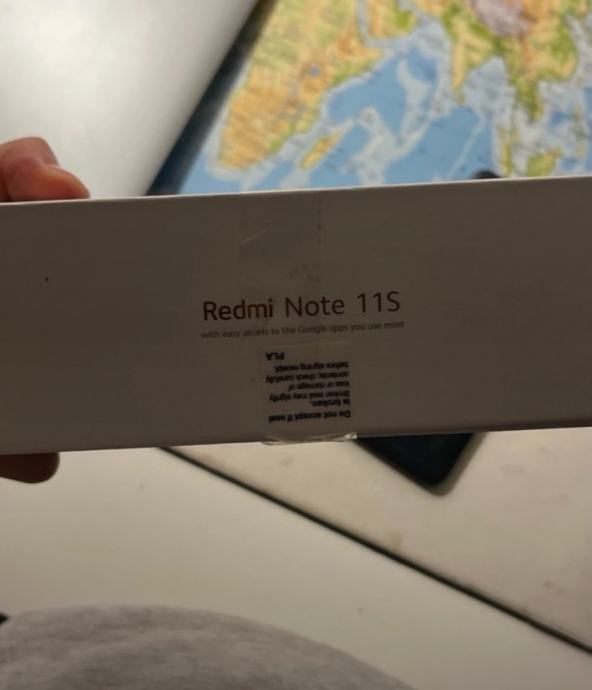 Redmi Note 11S
with easy access to the Google apps you use most
Do not accept if seal
is broken.
Broken seal may signify
loss or damage of
contents, check carefully
before signing receipt.
PLA